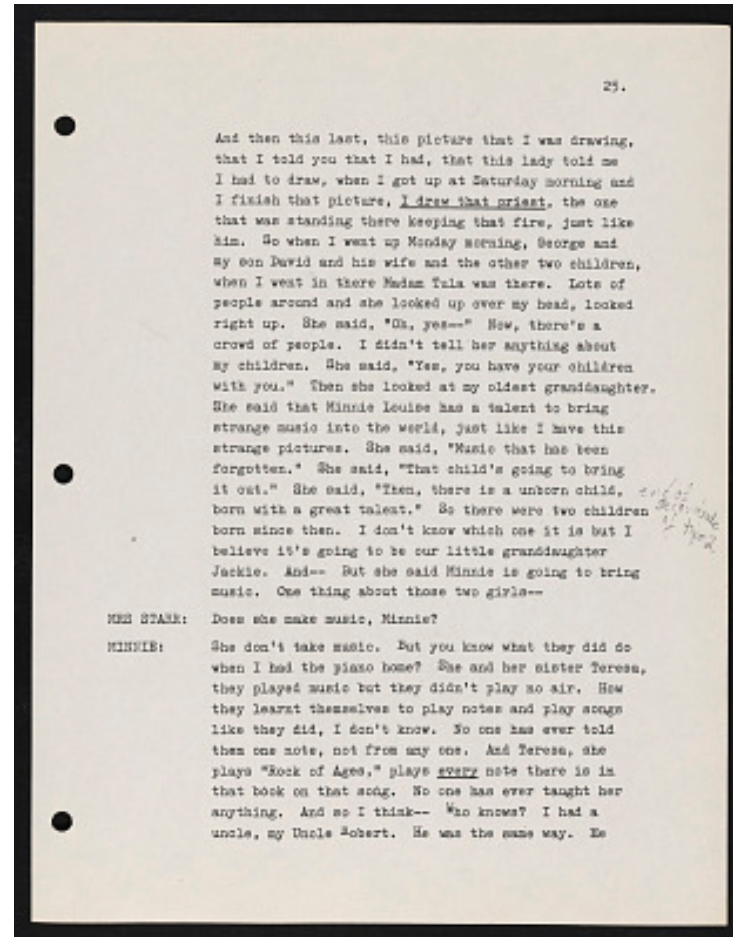 25.
And then this last, this picture that I was drawing,
that I told you that I had, that this lady told me
I had to draw, when I got up at Saturday morning and
I finish that picture, I drew that priest, the one
that was standing there keeping that fire, just like
him. So when I went up Monday morning, George and
my son David and his wife and the other two children,
when I went in there Madam Tula was there. Lots of
people around and she looked up over my head, looked
right up. She said, "Oh, yes--" Now, there's a
crowd of people. I didn't tell her anything about
my children. She said, "Yes, you have your children
with you." Then she looked at my oldest granddaughter.
She said that Minnie Louise has a talent to bring
strange music into the world, just like I have this
strange pictures. She said, "Music that has been
forgotten." She said, "That child's going to bring
it out." She said, "Then, there is a unborn child,
born with a great talent." So there were two children
born since then. I don't know which one it is but I
believe it's going to be our little granddaughter
Jackie. And-- But she said Minnie is going to bring
music. One thing about those two girls--
end of
of tape 2
MRS STARR: Does she make music, Minnie?
MINNIE: She don't take music. But you know what they did do
when I had the piano home? She and her sister Teresa,
they played music but they didn't play no air. How
they learnt themselves to play notes and play songs
like they did, I don't know. No one has ever told
them one note, not from any one. And Teresa, she
plays "Rock of Ages," plays every note there is in
that book on that song. No one has ever taught her
anything. And so I think-- Who knows? I had a
uncle, my Uncle Robert. He was the same way. He